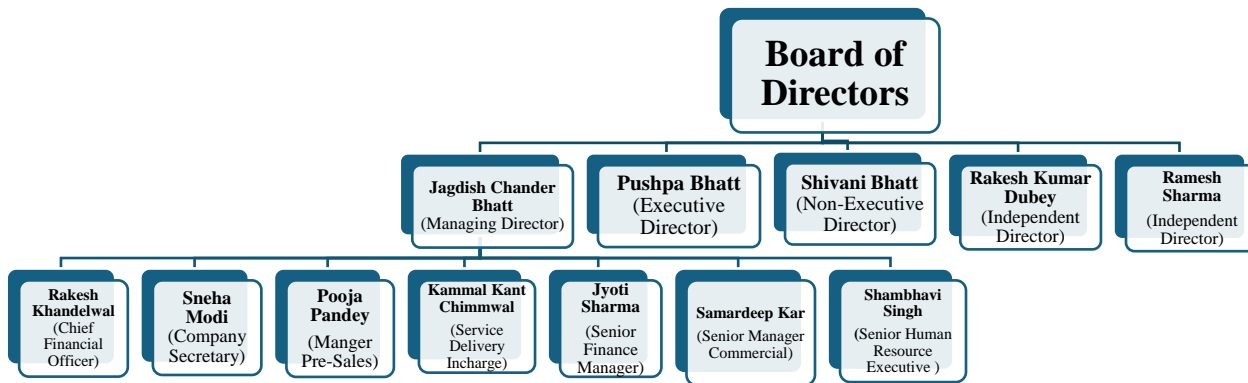 Board of
Directors
Jagdish Chander
Bhatt
(Managing Director)
Pushpa Bhatt
(Executive
Director)
Shivani Bhatt
(Non-Executive
Director)
Rakesh Kumar
Dubey
(Independent
Director)
Ramesh
Sharma
(Independent
Director)
Rakesh
Khandelwal
(Chief
Financial
Officer)
Sneha
Modi
(Company
Secretary)
Pooja
Pandey
(Manger
Pre-Sales)
Kammal Kant
Chimmwal
(Service
Delivery
Incharge)
Jyoti
Sharma
(Senior
Finance
Manager)
Samardeep Kar
(Senior Manager
Commercial)
Shambhavi
Singh
(Senior Human
Resource
Executive )